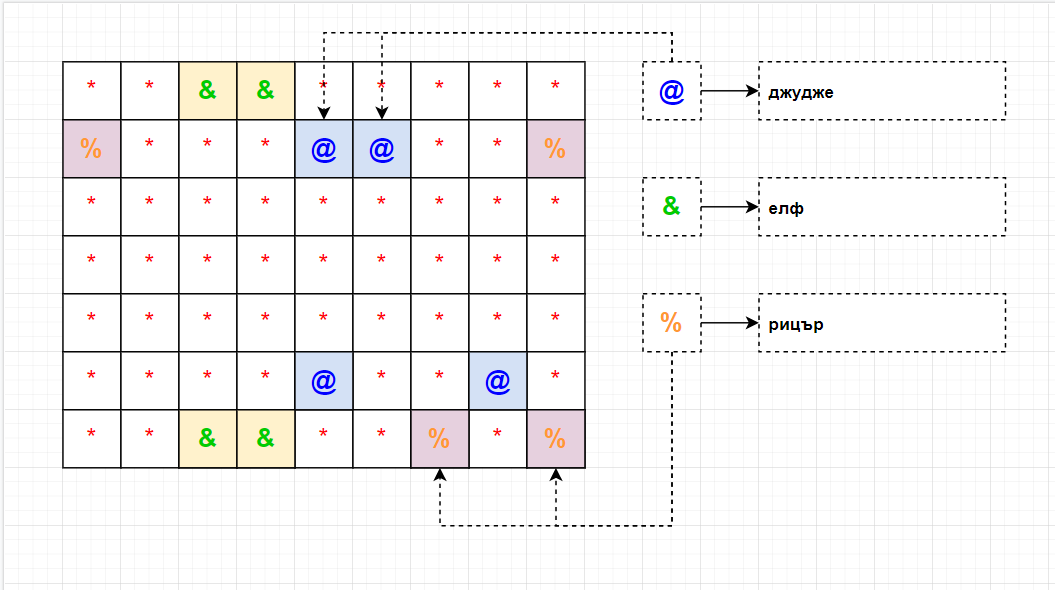 * * & & * * * * *
% * * * @ @ * * %
* * * * * * * * *
* * * * * * * * *
* * * * * * * * *
* * * * @ * * @ *
* * & & * * % * %
@ джудже
& елф
% рицър